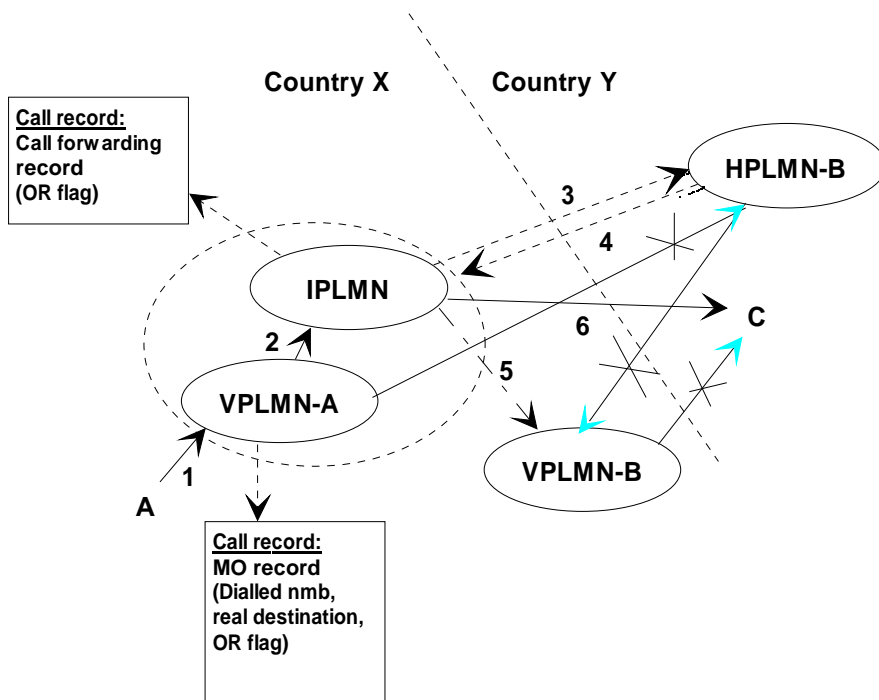 Country X
Country Y
Call record:
Call forwarding
record
(OR flag)
HPLMN-B
3
4
IPLMN
C
6
2
5
VPLMN-A
VPLMN-B
1
A
Call record:
MO record
(Dialled nmb,
real destination,
OR flag)